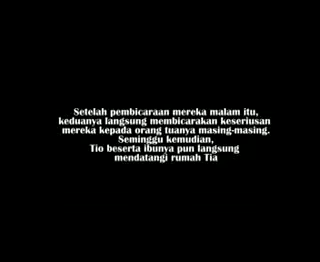 Setelah pembicaraan mereka malam itu,
keduanya langsung membicarakan keseriusan
mereka kepada orang tuanya masing-masing.
Seminggu kemudian,
Tio beserta ibunya pun langsung
mendatangi rumah Tia